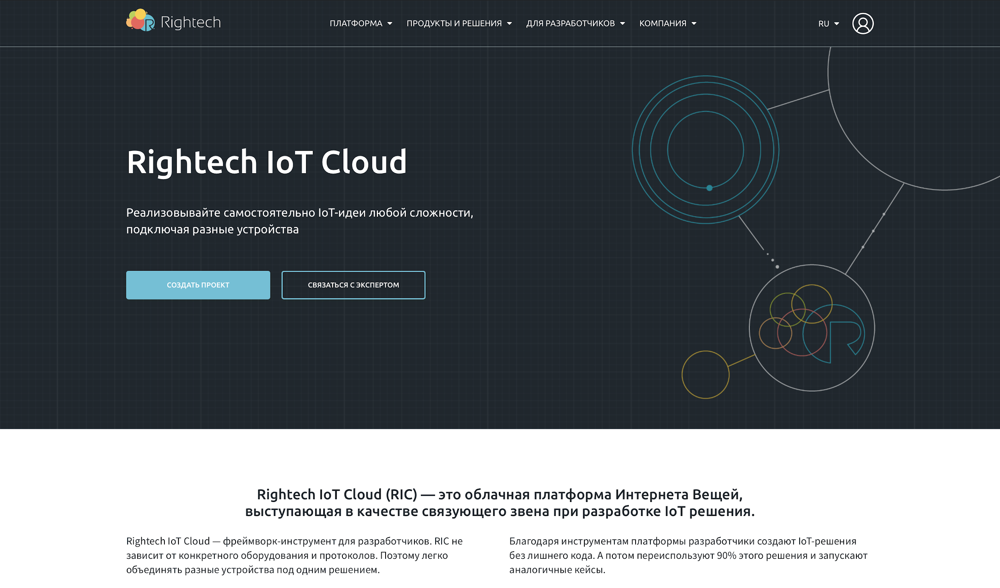 Rightech
ПЛАТФОРМА
ПРОДУКТЫ И РЕШЕНИЯ
ДЛЯ РАЗРАБОТЧИКОВ
КОМПАНИЯ
RU
Rightech IoT Cloud
Реализовывайте самостоятельно IoT-идеи любой сложности,
подключая разные устройства
СОЗДАТЬ ПРОЕКТ
СВЯЗАТЬСЯ С ЭКСПЕРТОМ
Rightech IoT Cloud (RIC) — это облачная платформа Интернета Вещей,
выступающая в качестве связующего звена при разработке IoT решения.
Rightech IoT Cloud — фреймворк-инструмент для разработчиков. RIC не
зависит от конкретного оборудования и протоколов. Поэтому легко
объединять разные устройства под одним решением.
Благодаря инструментам платформы разработчики создают IoT-решения
без лишнего кода. А потом переиспользуют 90% этого решения и запускают
аналогичные кейсы.